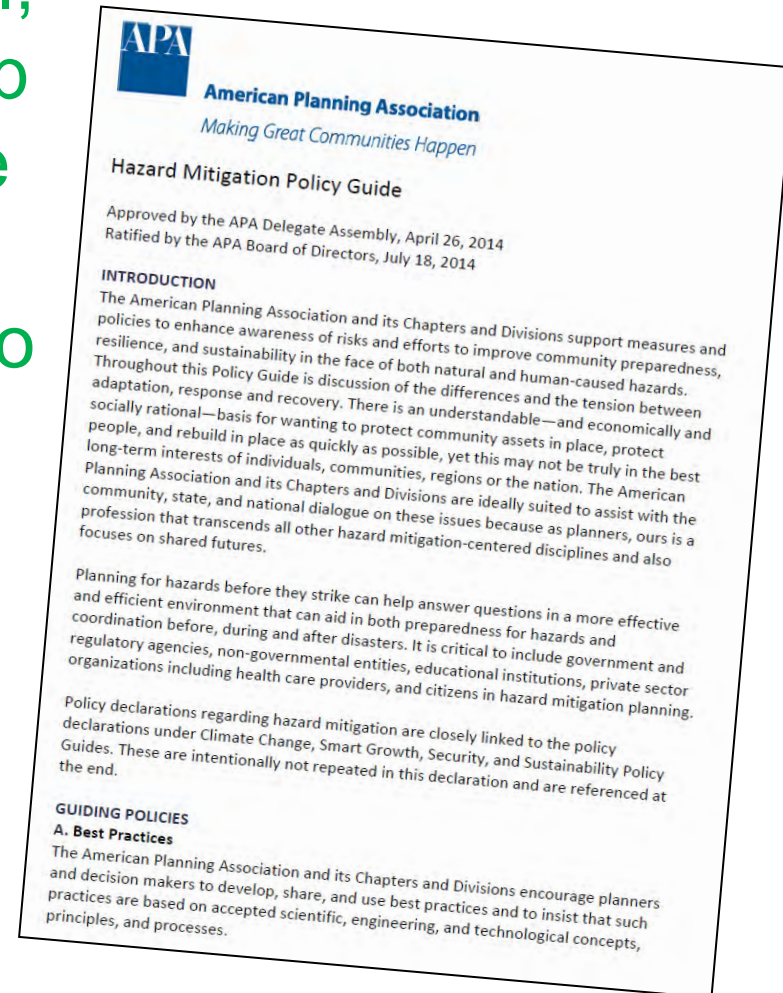 APA
American Planning Association
Making Great Communities Happen
Hazard Mitigation Policy Guide
Approved by the APA Delegate Assembly, April 26, 2014
Ratified by the APA Board of Directors, July 18, 2014
INTRODUCTION
The American Planning Association and its Chapters and Divisions support measures and
policies to enhance awareness of risks and efforts to improve community preparedness,
resilience, and sustainability in the face of both natural and human-caused hazards.
Throughout this Policy Guide is discussion of the differences and the tension between
adaptation, response and recovery. There is an understandable—and economically and
socially rational—basis for wanting to protect community assets in place, protect
people, and rebuild in place as quickly as possible, yet this may not be truly in the best
long-term interests of individuals, communities, regions or the nation. The American
Planning Association and its Chapters and Divisions are ideally suited to assist with the
community, state, and national dialogue on these issues because as planners, ours is a
profession that transcends all other hazard mitigation-centered disciplines and also
focuses on shared futures.
Planning for hazards before they strike can help answer questions in a more effective
and efficient environment that can aid in both preparedness for hazards and
coordination before, during and after disasters. It is critical to include government and
regulatory agencies, non-governmental entities, educational institutions, private sector
organizations including health care providers, and citizens in hazard mitigation planning.
Policy declarations regarding hazard mitigation are closely linked to the policy
declarations under Climate Change, Smart Growth, Security, and Sustainability Policy
Guides. These are intentionally not repeated in this declaration and are referenced at
the end.
GUIDING POLICIES
A. Best Practices
The American Planning Association and its Chapters and Divisions encourage planners
and decision makers to develop, share, and use best practices and to insist that such
practices are based on accepted scientific, engineering, and technological concepts,
principles, and processes.